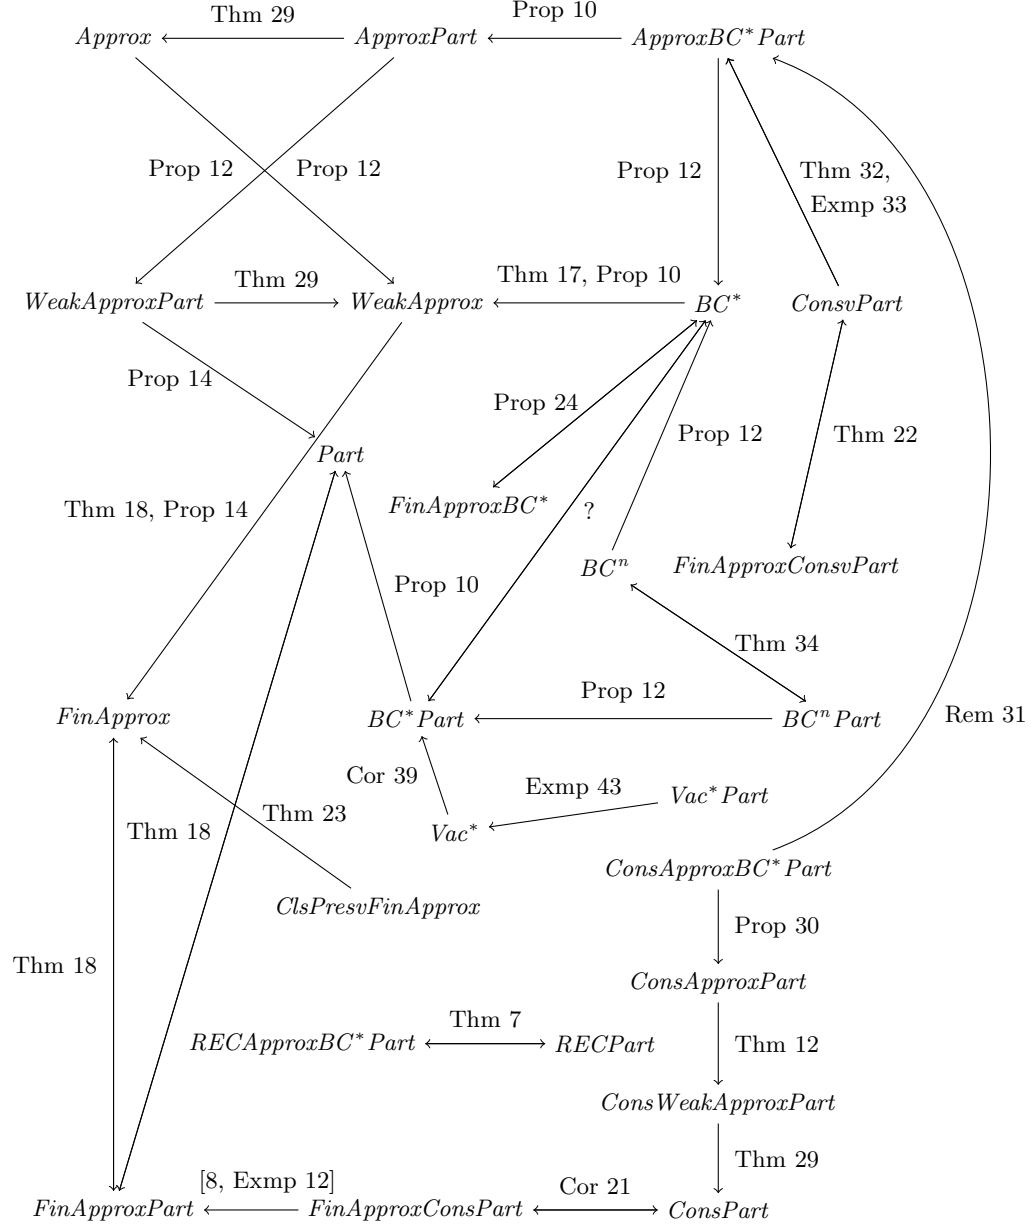 Thm 29
Prop 10
Approx
ApproxPart
ApproxBC*Part
Prop 12
Prop 12
Prop 12
Thm 32,
Exmp 33
Thm 29
Thm 17, Prop 10
WeakApproxPart
WeakApprox
BC*
ConsvPart
Prop 14
Prop 24
Prop 12
Thm 22
Part
Thm 18, Prop 14
FinApproxBC*
?
BCⁿ
FinApproxConsvPart
Prop 10
Thm 34
Prop 12
FinApprox
BC*Part
BCⁿPart
Rem 31
Cor 39
Exmp 43
Vac*Part
Thm 23
Thm 18
Vac*
ConsApproxBC*Part
ClsPresvFinApprox
Prop 30
Thm 18
ConsApproxPart
Thm 7
RECApproxBC*Part
RECPart
Thm 12
ConsWeakApproxPart
Thm 29
[8, Exmp 12]
Cor 21
FinApproxPart
FinApproxConsPart
ConsPart